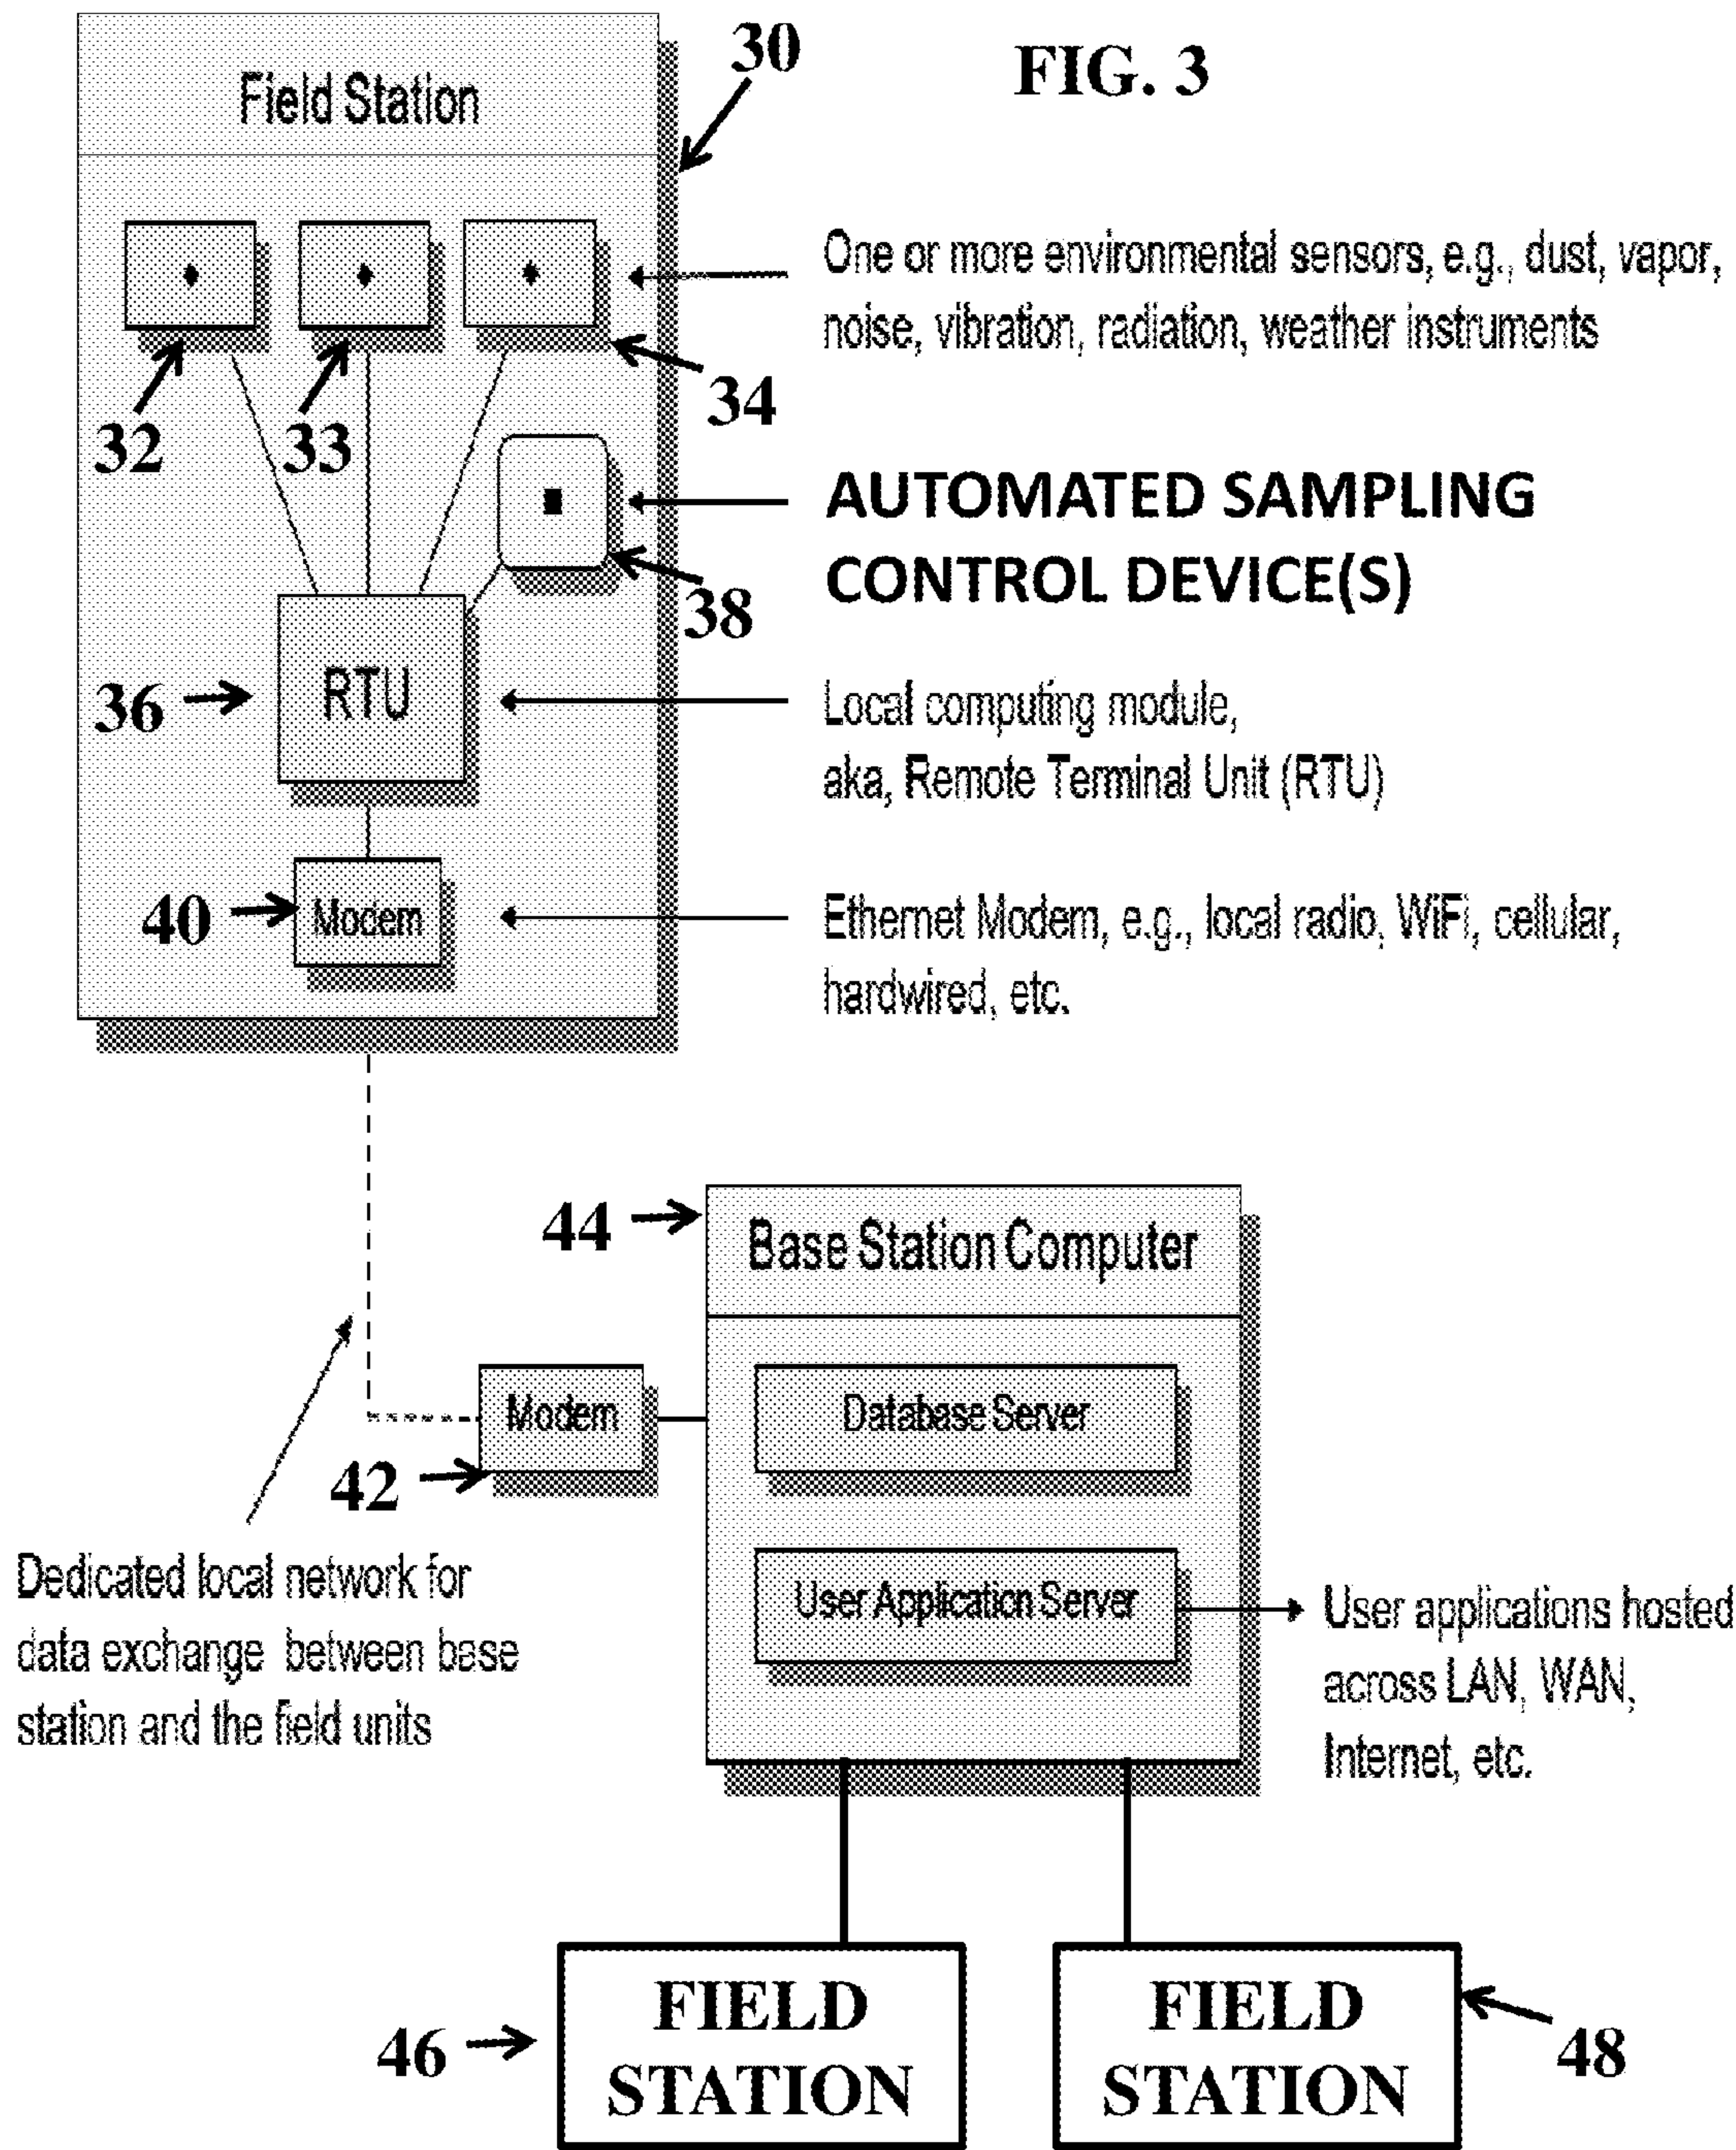 FIG. 3
30
Field Station
One or more environmental sensors, e.g., dust, vapor,
noise, vibration, radiation, weather instruments
32
33
34
AUTOMATED SAMPLING
CONTROL DEVICE(S)
38
36
RTU
Local computing module,
aka, Remote Terminal Unit (RTU)
40
Modem
Ethernet Modem, e.g., local radio, WiFi, cellular,
hardwired, etc.
44
Base Station Computer
Modem
42
Database Server
Dedicated local network for
data exchange between base
station and the field units
User Application Server
User applications hosted
across LAN, WAN,
Internet, etc.
46
FIELD
STATION
FIELD
STATION
48